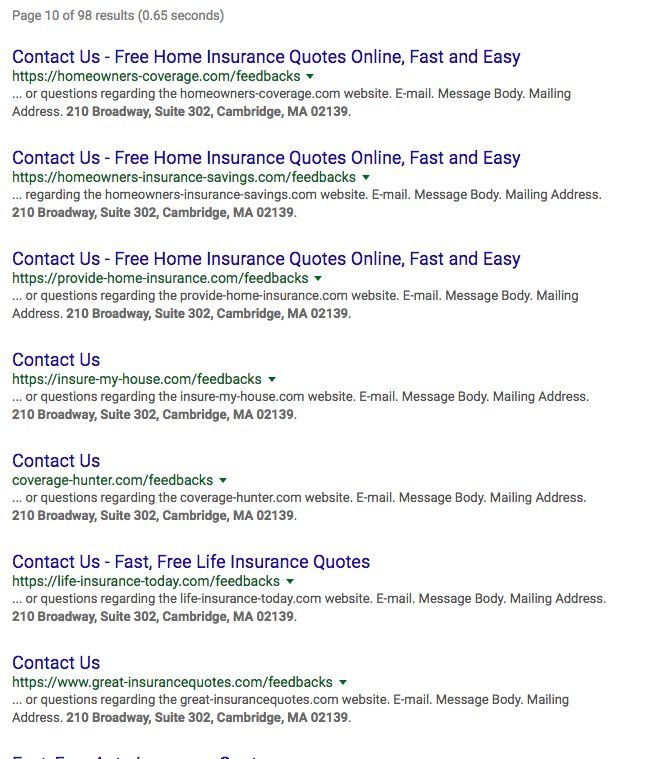 Page 10 of 98 results (0.65 seconds)
Contact Us - Free Home Insurance Quotes Online, Fast and Easy
https://homeowners-coverage.com/feedbacks
... or questions regarding the homeowners-coverage.com website. E-mail. Message Body. Mailing
Address. 210 Broadway, Suite 302, Cambridge, MA 02139.
Contact Us - Free Home Insurance Quotes Online, Fast and Easy
https://homeowners-insurance-savings.com/feedbacks
... regarding the homeowners-insurance-savings.com website. E-mail. Message Body. Mailing Address.
210 Broadway, Suite 302, Cambridge, MA 02139.
Contact Us - Free Home Insurance Quotes Online, Fast and Easy
https://provide-home-insurance.com/feedbacks
... or questions regarding the provide-home-insurance.com website. E-mail. Message Body. Mailing
Address. 210 Broadway, Suite 302, Cambridge, MA 02139.
Contact Us
https://insure-my-house.com/feedbacks
... or questions regarding the insure-my-house.com website. E-mail. Message Body. Mailing Address.
210 Broadway, Suite 302, Cambridge, MA 02139.
Contact Us
coverage-hunter.com/feedbacks
... or questions regarding the coverage-hunter.com website. E-mail. Message Body. Mailing Address.
210 Broadway, Suite 302, Cambridge, MA 02139.
Contact Us - Fast, Free Life Insurance Quotes
https://life-insurance-today.com/feedbacks
... or questions regarding the life-insurance-today.com website. E-mail. Message Body. Mailing Address.
210 Broadway, Suite 302, Cambridge, MA 02139.
Contact Us
https://www.great-insurancequotes.com/feedbacks
... or questions regarding the great-insurancequotes.com website. E-mail. Message Body. Mailing
Address. 210 Broadway, Suite 302, Cambridge, MA 02139.